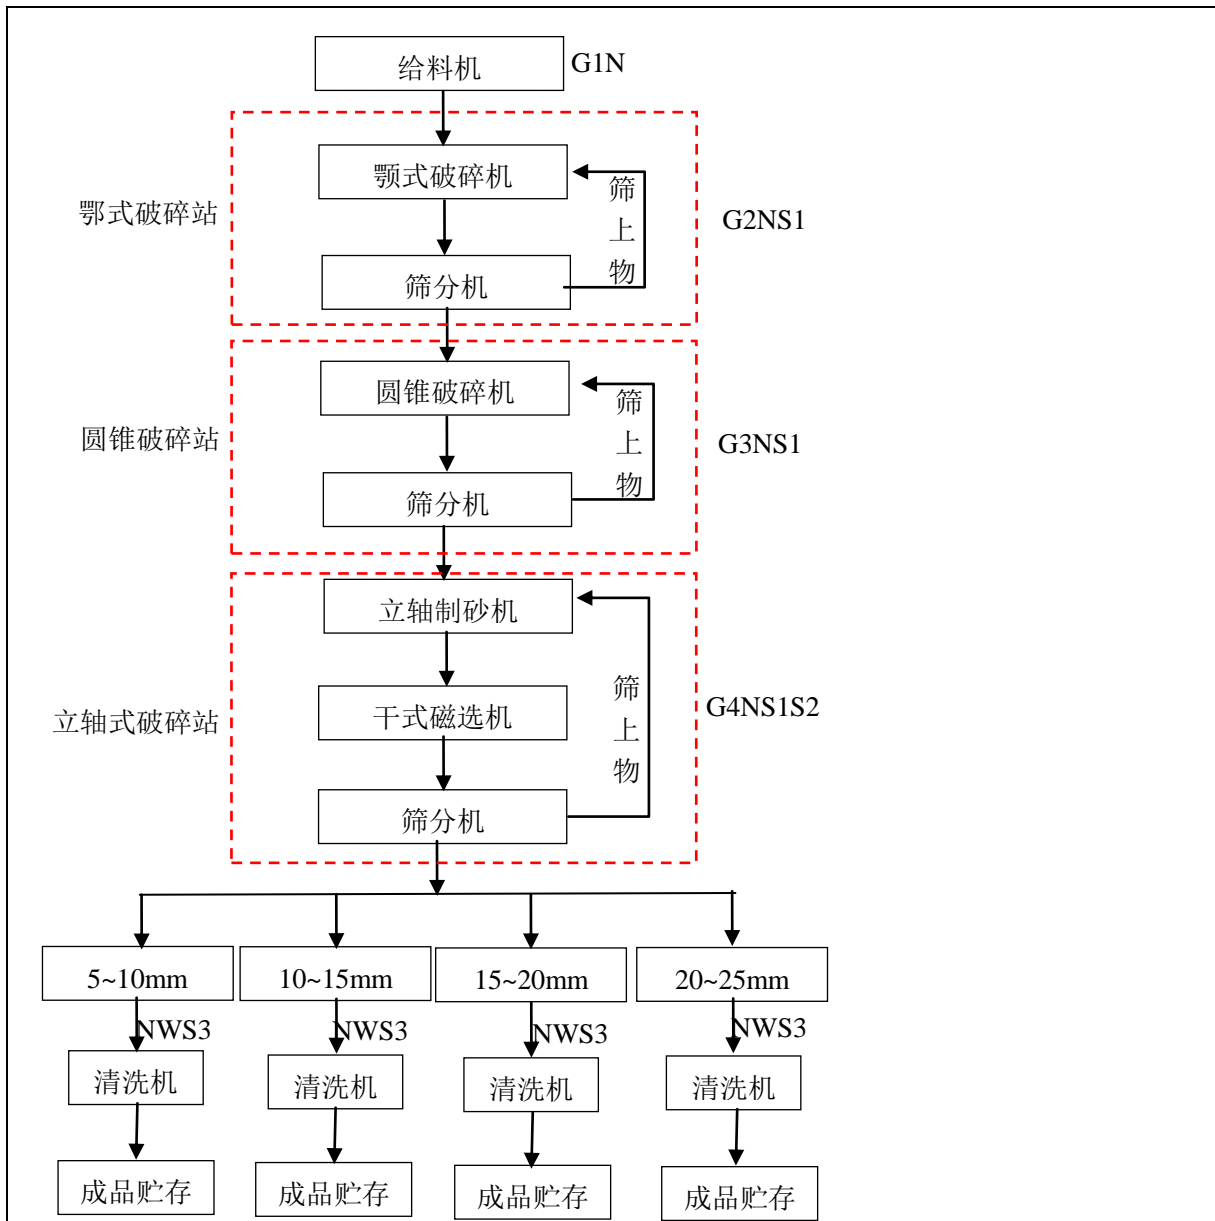 给料机
G1N
颚式破碎机
筛上物
鄂式破碎站
G2NS1
筛分机
圆锥破碎机
筛上物
圆锥破碎站
G3NS1
筛分机
立轴制砂机
筛上物
干式磁选机
立轴式破碎站
G4NS1S2
筛分机
5~10mm
10~15mm
15~20mm
20~25mm
NWS3
NWS3
NWS3
NWS3
清洗机
清洗机
清洗机
清洗机
成品贮存
成品贮存
成品贮存
成品贮存